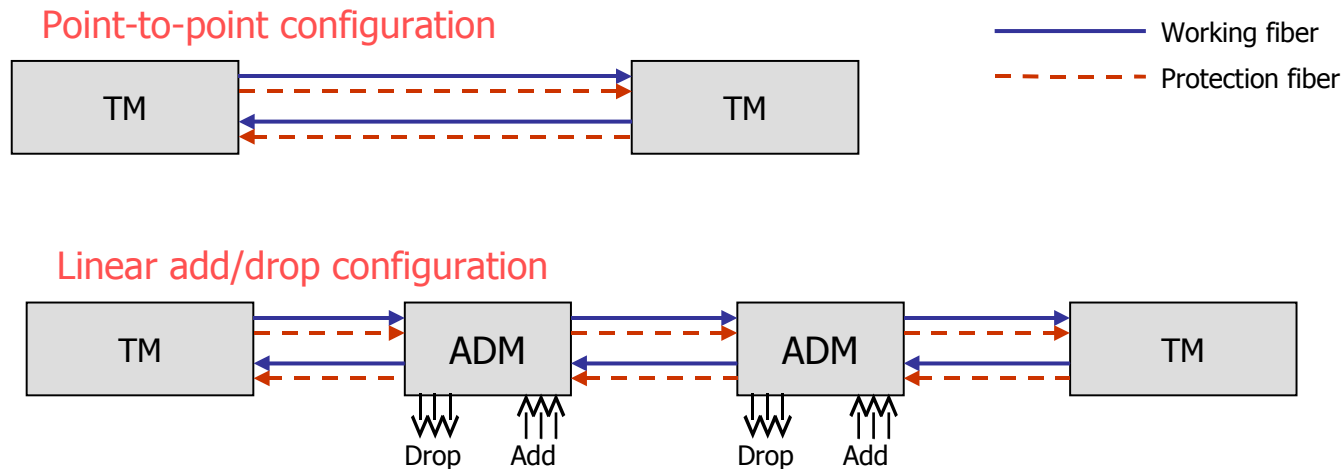 Point-to-point configuration
Working fiber
Protection fiber
TM
TM
Linear add/drop configuration
TM
ADM
ADM
TM
Drop
Add
Drop
Add